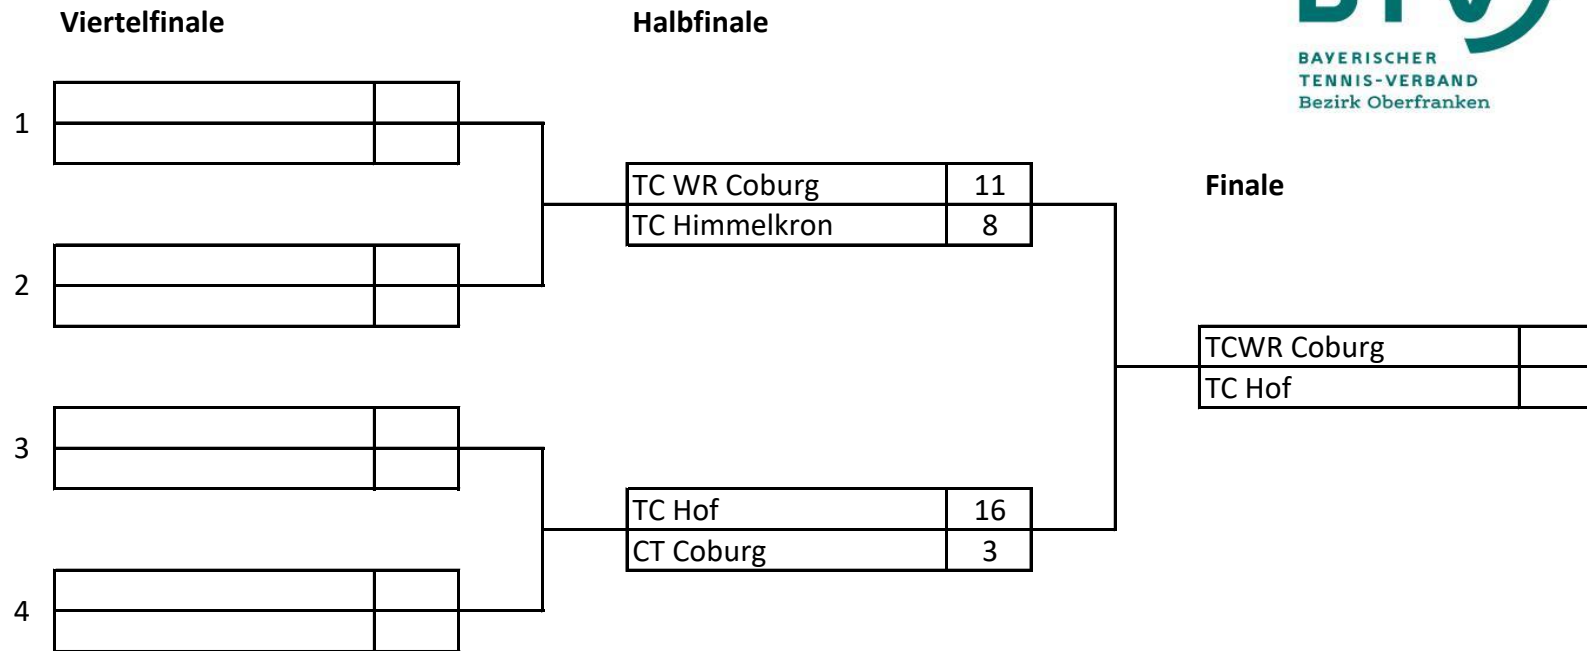 Viertelfinale
Halbfinale
BTV
BAYERISCHER
TENNIS-VERBAND
Bezirk Oberfranken
1
TC WR Coburg 11
Finale
TC Himmelkron 8
2
TCWR Coburg
TC Hof
3
TC Hof 16
CT Coburg 3
4